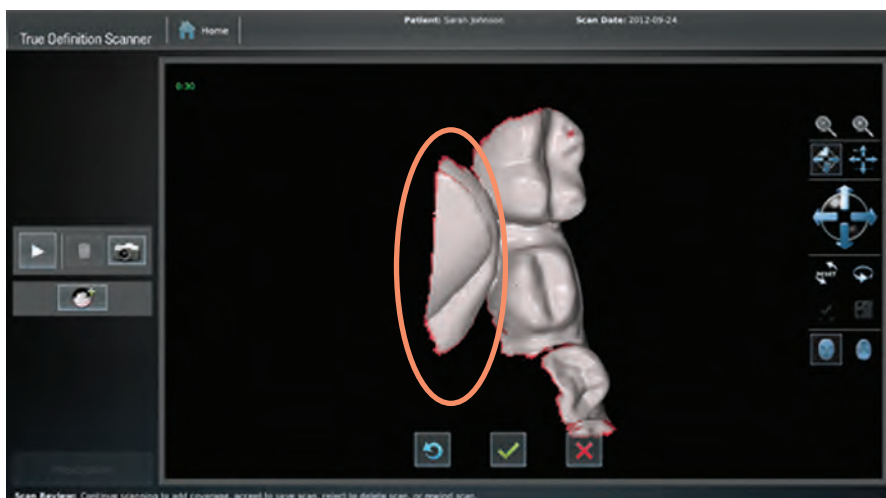 True Definition Scanner
Home
Patient: Sarah Johnson
Scan Date: 2012-09-24
0:30
RESET
Scan Review: Continue scanning to add coverage, accept to save scan, reject to delete scan, or rewind scan.